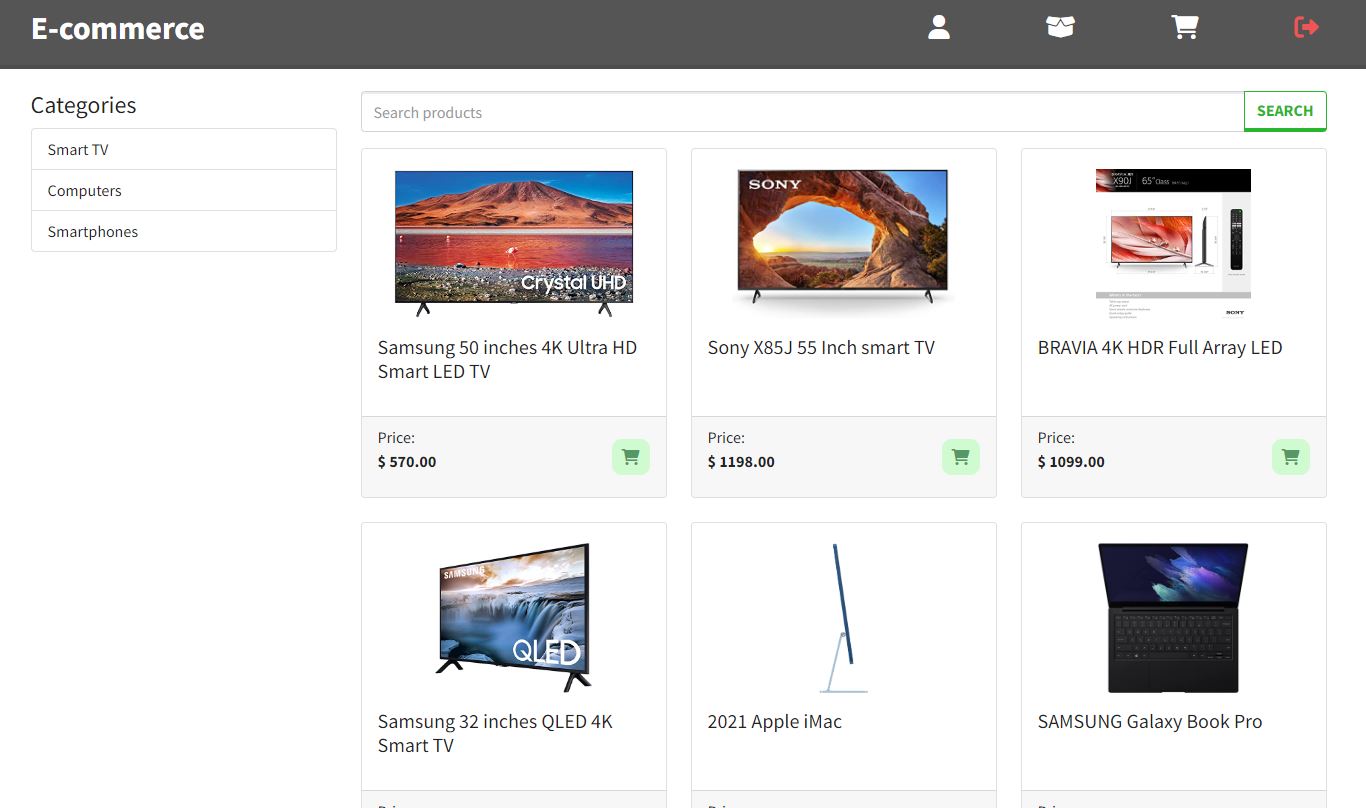 E-commerce
Categories
Smart TV
Computers
Smartphones
Search products
SEARCH
Crystal UHD
Samsung 50 inches 4K Ultra HD
Smart LED TV
Price:
$ 570.00
SONY
Sony X85J 55 Inch smart TV
Price:
$ 1198.00
X90J
65" Class
SONY
BRAVIA 4K HDR Full Array LED
Price:
$ 1099.00
SAMSUNG
QLED
Samsung 32 inches QLED 4K
Smart TV
2021 Apple iMac
SAMSUNG Galaxy Book Pro